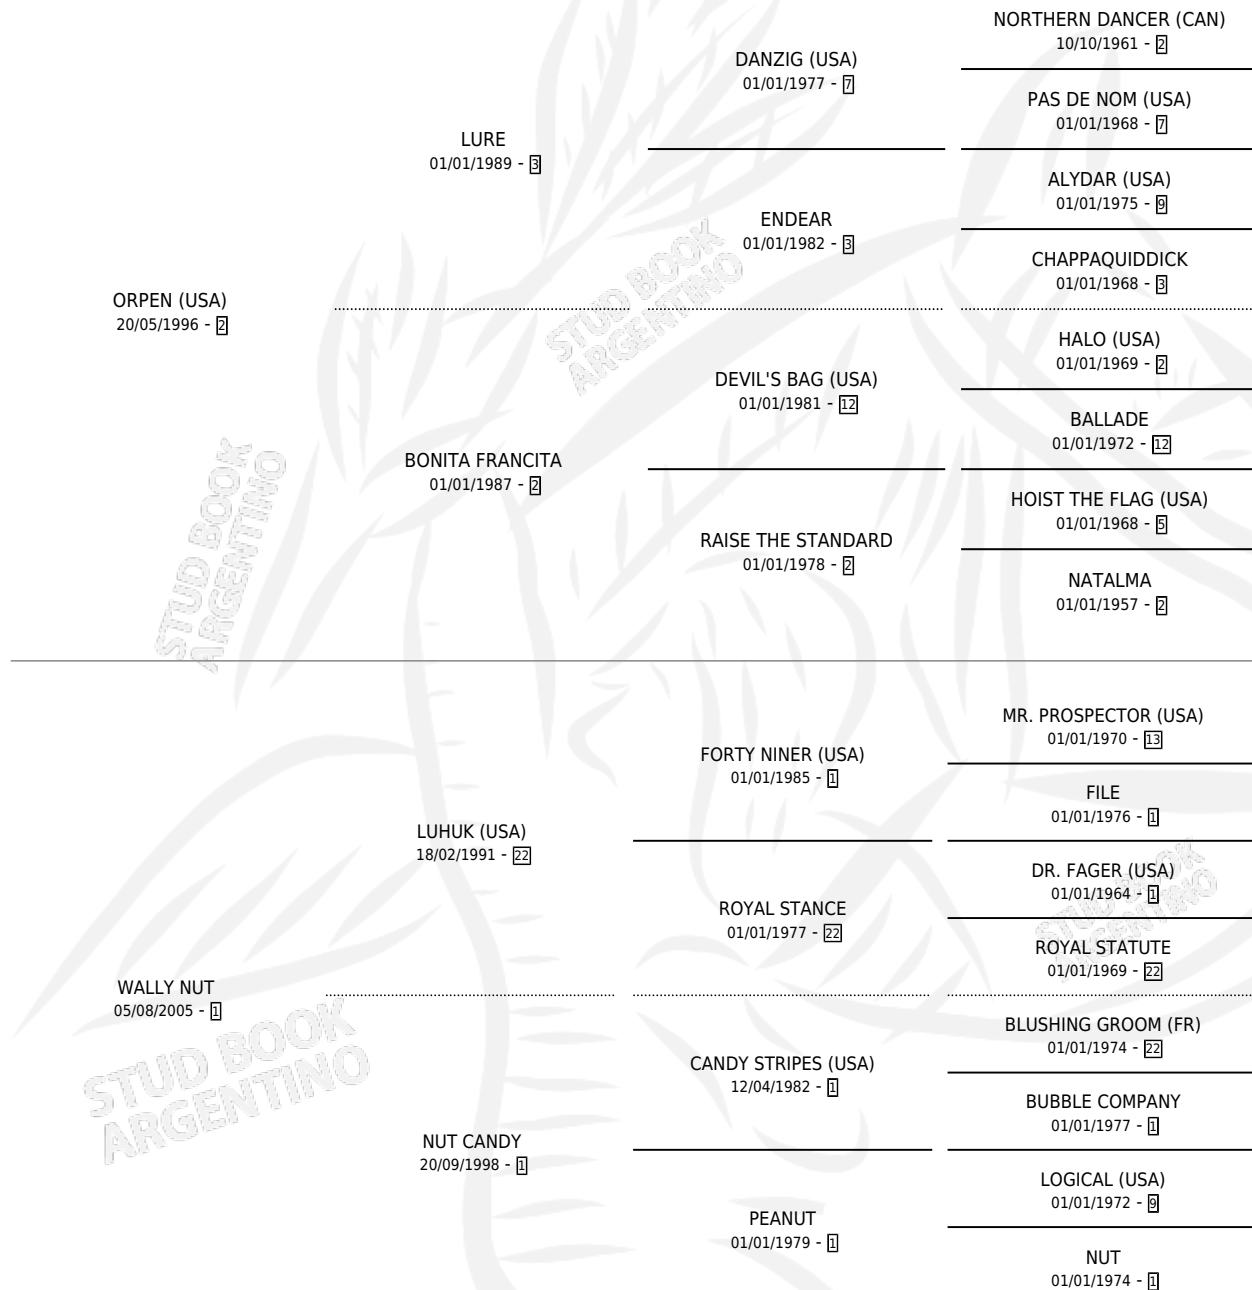 NORTHERN DANCER (CAN)
10/10/1961 - 2
DANZIG (USA)
01/01/1977 - 7
PAS DE NOM (USA)
01/01/1968 - 7
LURE
01/01/1989 - 3
ALYDAR (USA)
01/01/1975 - 9
ENDEAR
01/01/1982 - 3
CHAPPAQUIDDICK
01/01/1968 - 3
ORPEN (USA)
20/05/1996 - 2
STUD BOOK
ARGENTINO
HALO (USA)
01/01/1969 - 2
DEVIL'S BAG (USA)
01/01/1981 - 12
BALLADE
01/01/1972 - 12
BONITA FRANCITA
01/01/1987 - 2
HOIST THE FLAG (USA)
01/01/1968 - 5
RAISE THE STANDARD
01/01/1978 - 2
NATALMA
01/01/1957 - 2
STUD BOOK
ARGENTINO
MR. PROSPECTOR (USA)
01/01/1970 - 13
FORTY NINER (USA)
01/01/1985 - 1
FILE
01/01/1976 - 1
LUHUK (USA)
18/02/1991 - 22
DR. FAGER (USA)
01/01/1964 - 1
ROYAL STANCE
01/01/1977 - 22
STUD BOOK
ARGENTINO
ROYAL STATUTE
01/01/1969 - 22
WALLY NUT
05/08/2005 - 1
BLUSHING GROOM (FR)
01/01/1974 - 22
CANDY STRIPES (USA)
12/04/1982 - 1
BUBBLE COMPANY
01/01/1977 - 1
STUD BOOK
ARGENTINO
NUT CANDY
20/09/1998 - 1
LOGICAL (USA)
01/01/1972 - 9
PEANUT
01/01/1979 - 1
NUT
01/01/1974 - 1